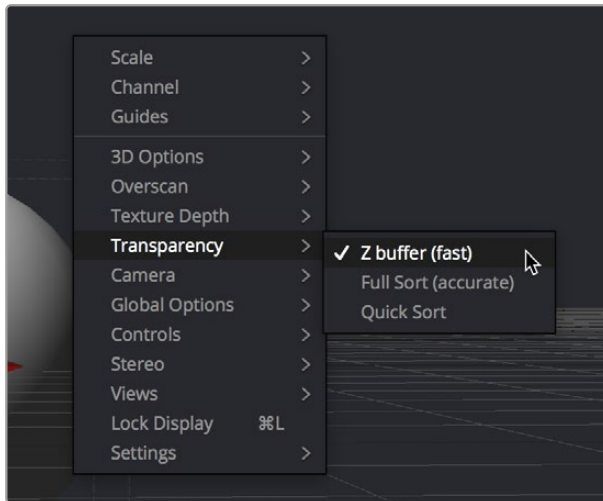 Scale
Channel
Guides
3D Options
Overscan
Texture Depth
Transparency
Camera
Global Options
Controls
Stereo
Views
Lock Display ⌘L
Settings
Z buffer (fast)
Full Sort (accurate)
Quick Sort